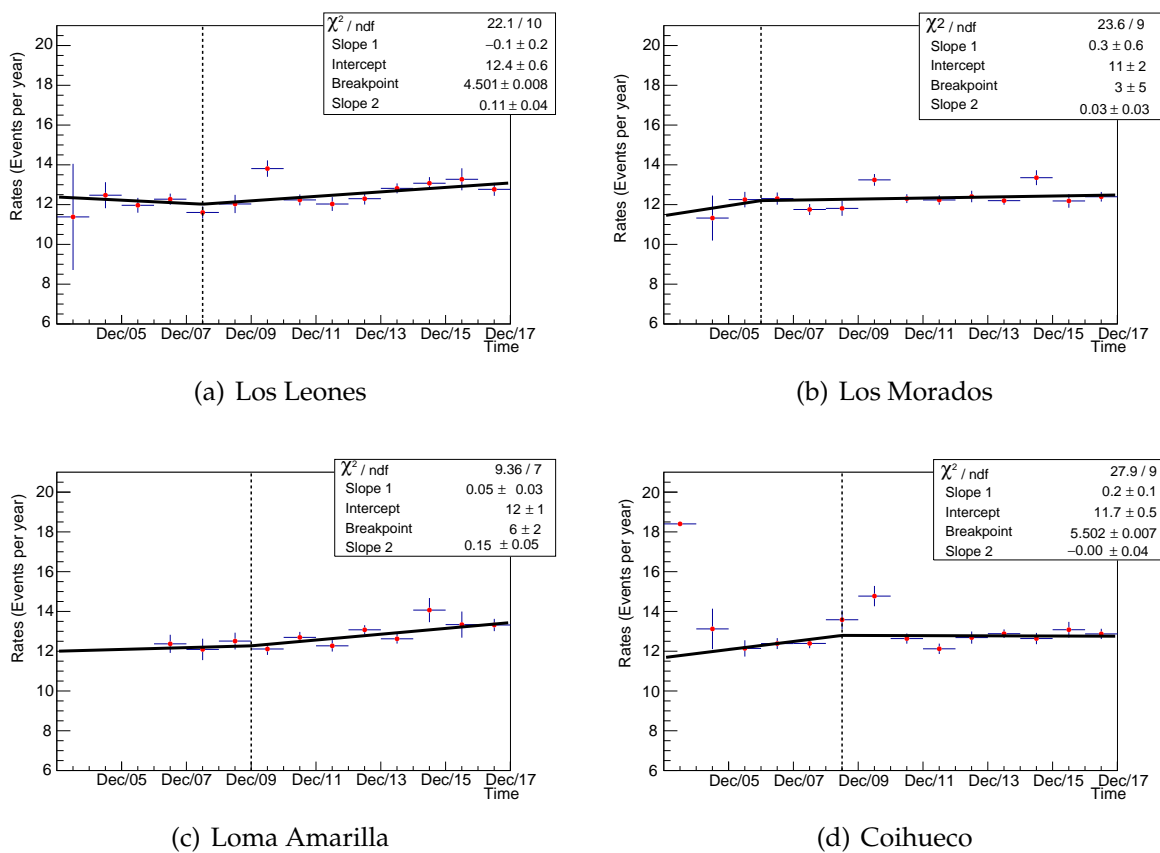 χ² / ndf 22.1 / 10
Slope 1 −0.1 ± 0.2
Intercept 12.4 ± 0.6
Breakpoint 4.501 ± 0.008
Slope 2 0.11 ± 0.04
Rates (Events per year)
20
18
16
14
12
10
8
6
Dec/05 Dec/07 Dec/09 Dec/11 Dec/13 Dec/15 Dec/17
Time
(a) Los Leones
χ2 / ndf 23.6 / 9
Slope 1 0.3 ± 0.6
Intercept 11 ± 2
Breakpoint 3 ± 5
Slope 2 0.03 ± 0.03
Rates (Events per year)
20
18
16
14
12
10
8
6
Dec/05 Dec/07 Dec/09 Dec/11 Dec/13 Dec/15 Dec/17
Time
(b) Los Morados
χ² / ndf 9.36 / 7
Slope 1 0.05 ± 0.03
Intercept 12 ± 1
Breakpoint 6 ± 2
Slope 2 0.15 ± 0.05
Rates (Events per year)
20
18
16
14
12
10
8
6
Dec/05 Dec/07 Dec/09 Dec/11 Dec/13 Dec/15 Dec/17
Time
(c) Loma Amarilla
χ² / ndf 27.9 / 9
Slope 1 0.2 ± 0.1
Intercept 11.7 ± 0.5
Breakpoint 5.502 ± 0.007
Slope 2 −0.00 ± 0.04
Rates (Events per year)
20
18
16
14
12
10
8
6
Dec/05 Dec/07 Dec/09 Dec/11 Dec/13 Dec/15 Dec/17
Time
(d) Coihueco